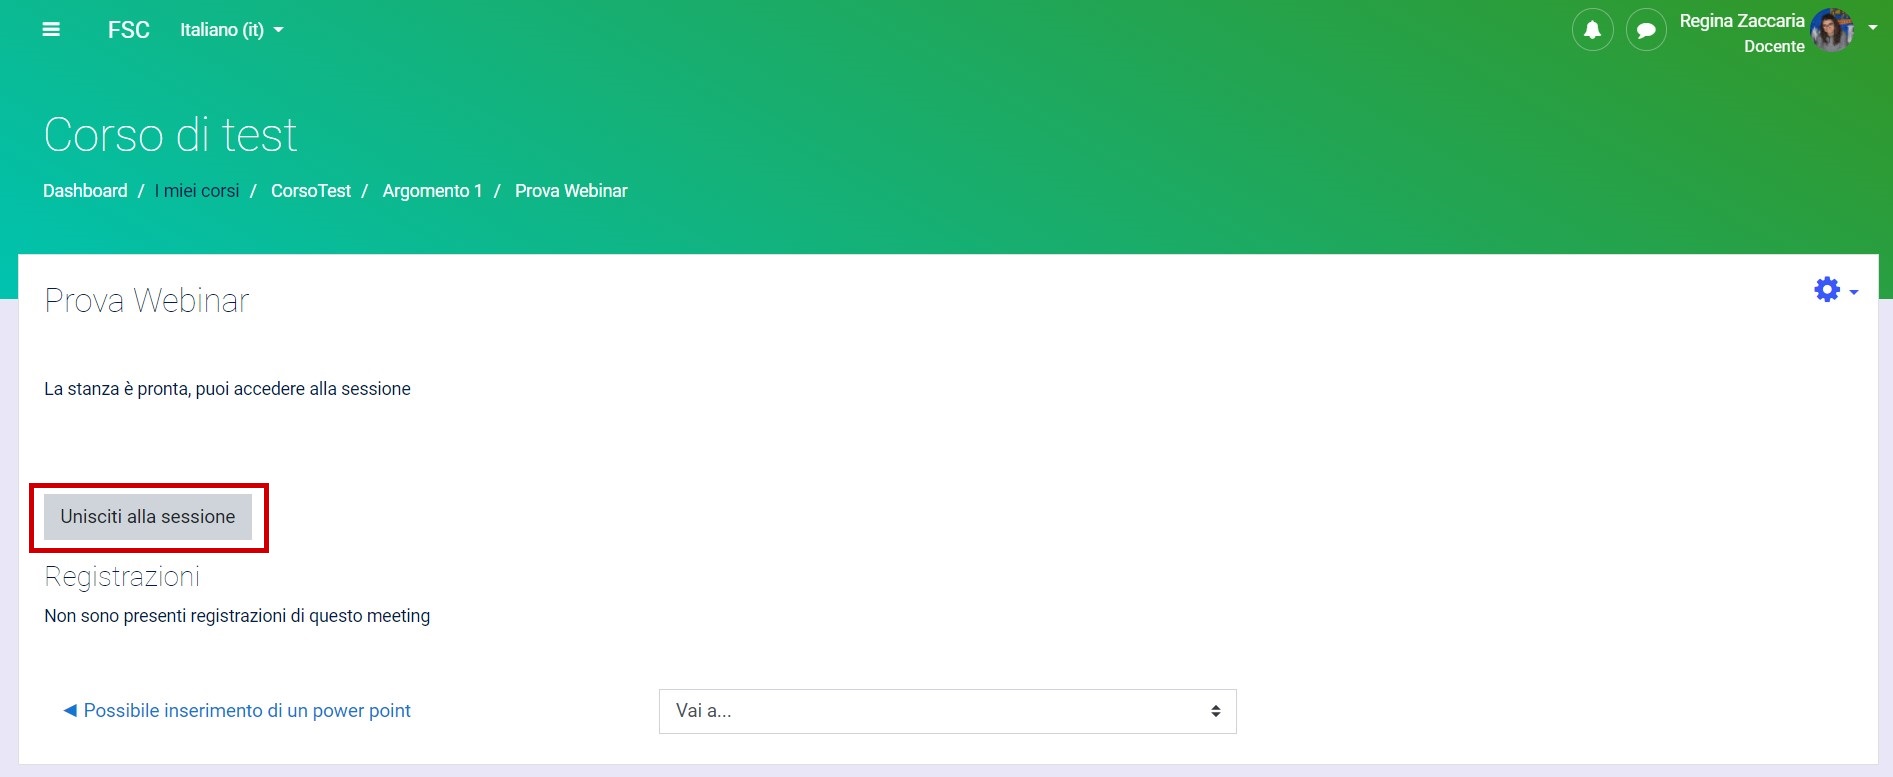 FSC Italiano (it)
Regina Zaccaria
Docente
Corso di test
Dashboard / I miei corsi / CorsoTest / Argomento 1 / Prova Webinar
Prova Webinar
La stanza è pronta, puoi accedere alla sessione
Unisciti alla sessione
Registrazioni
Non sono presenti registrazioni di questo meeting
◀ Possibile inserimento di un power point
Vai a...